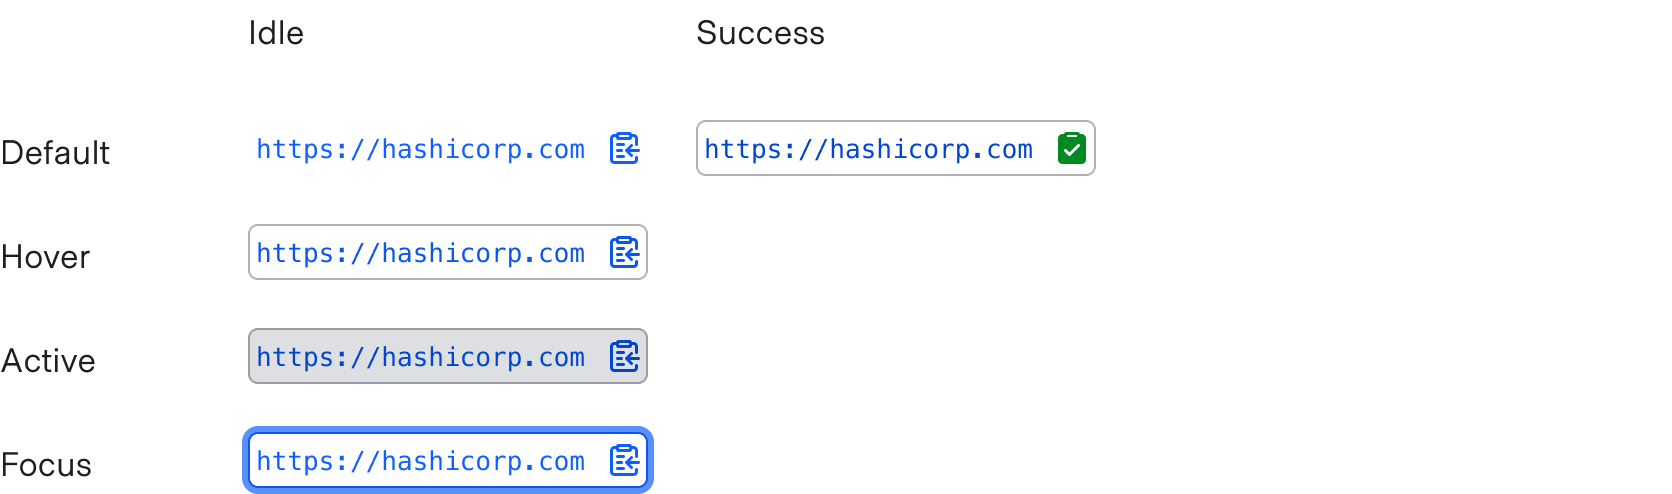 Idle Success
Default https://hashicorp.com https://hashicorp.com
Hover https://hashicorp.com
Active https://hashicorp.com
Focus https://hashicorp.com